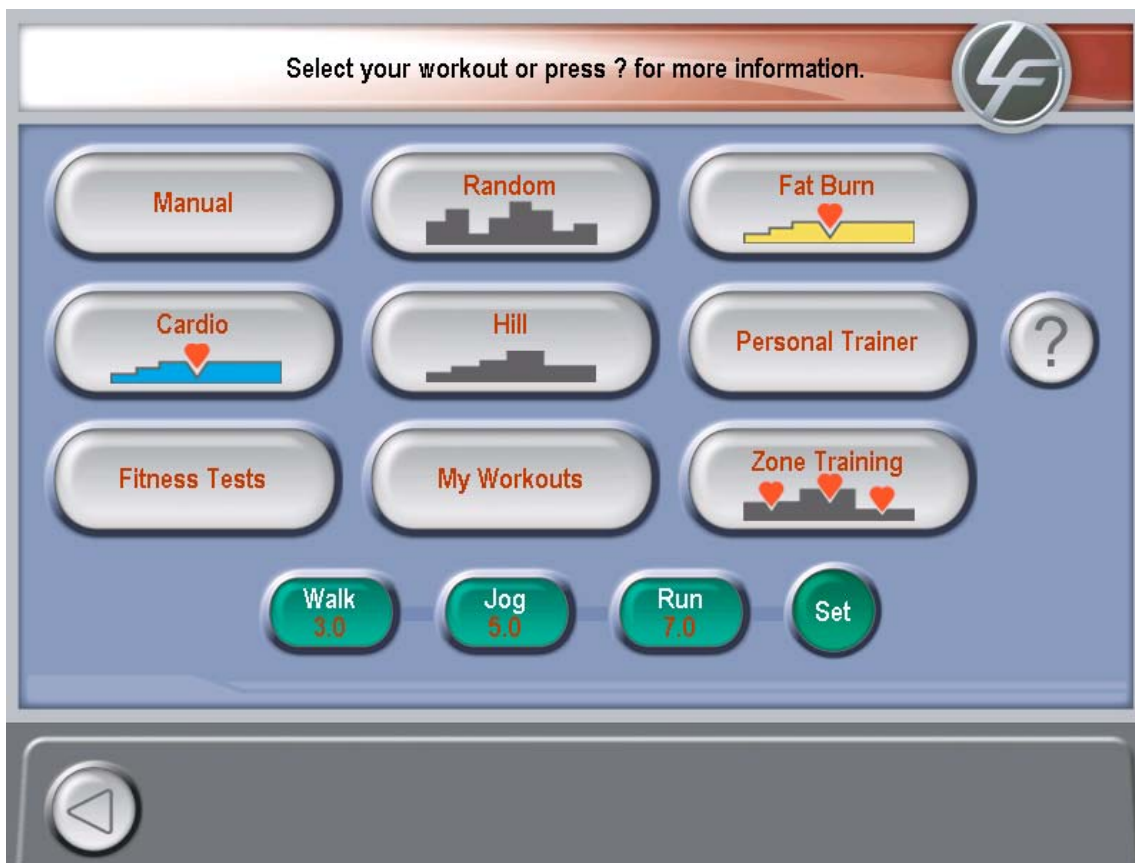 Select your workout or press ? for more information.
Manual
Random
Fat Burn
Cardio
Hill
Personal Trainer
?
Fitness Tests
My Workouts
Zone Training
Walk
3.0
Jog
5.0
Run
7.0
Set
LF